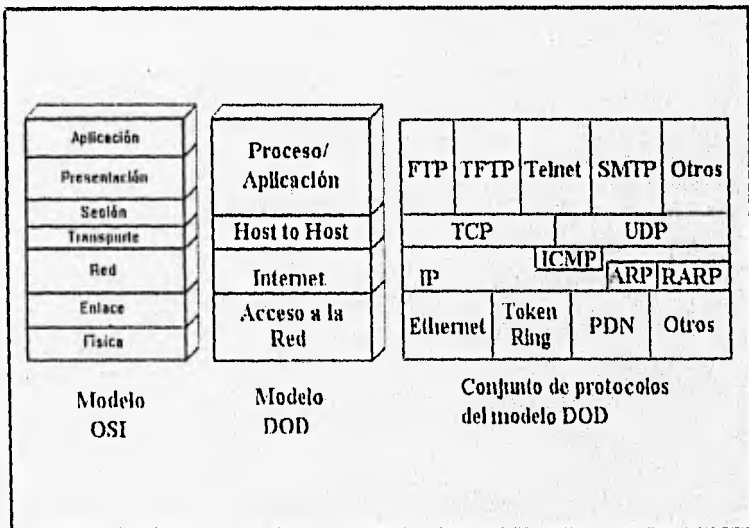 Aplicación
Presentación
Sesión
Transporte
Red
Enlace
Física
Modelo
OSI
Proceso/
Aplicación
Host to Host
Internet
Acceso a la
Red
Modelo
DOD
FTP TFTP Telnet SMTP Otros
TCP UDP
ICMP
IP ARP RARP
Ethernet Token Ring PDN Otros
Conjunto de protocolos
del modelo DOD